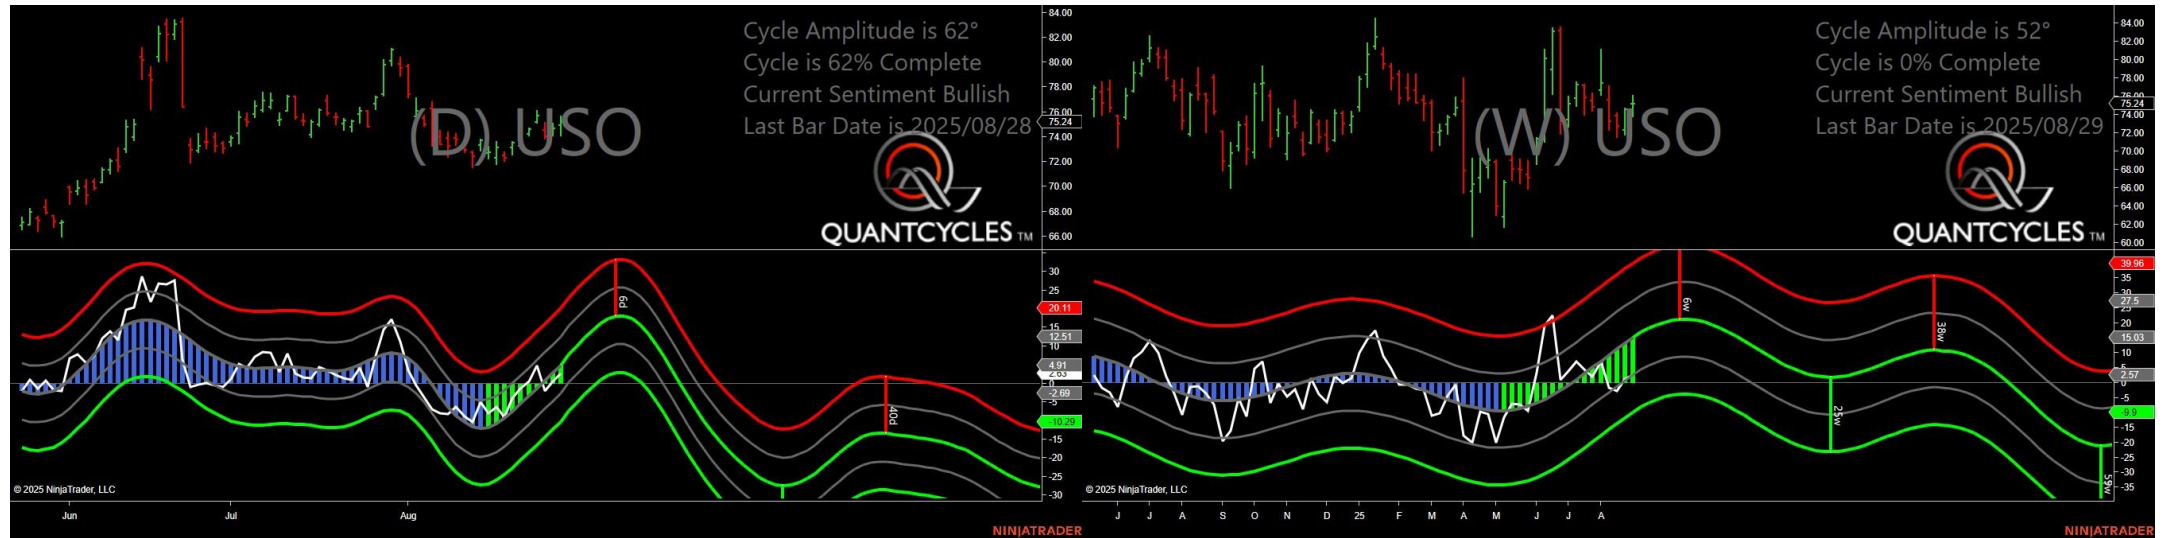 Cycle Amplitude is 62°
Cycle is 62% Complete
Current Sentiment Bullish
Last Bar Date is 2025/08/28
(D) USO
QUANTCYCLES TM
84.00
82.00
80.00
78.00
76.00
75.24
74.00
72.00
70.00
68.00
66.00
30
25
20.11
15
12.51
10
4.91
2.63
0
-2.69
-5
-10.29
-15
-20
-25
-30
6d
40d
© 2025 NinjaTrader, LLC
Jun
Jul
Aug
NINJATRADER
Cycle Amplitude is 52°
Cycle is 0% Complete
Current Sentiment Bullish
Last Bar Date is 2025/08/29
(W) USO
QUANTCYCLES TM
84.00
82.00
80.00
78.00
76.00
75.24
74.00
72.00
70.00
68.00
66.00
64.00
62.00
60.00
39.96
35
30
27.5
20
15.03
10
5
2.57
0
-5
-9.9
-15
-20
-25
-30
-35
6w
25w
38w
59w
© 2025 NinjaTrader, LLC
J
J
A
S
O
N
D
25
F
M
A
M
J
J
A
NINJATRADER